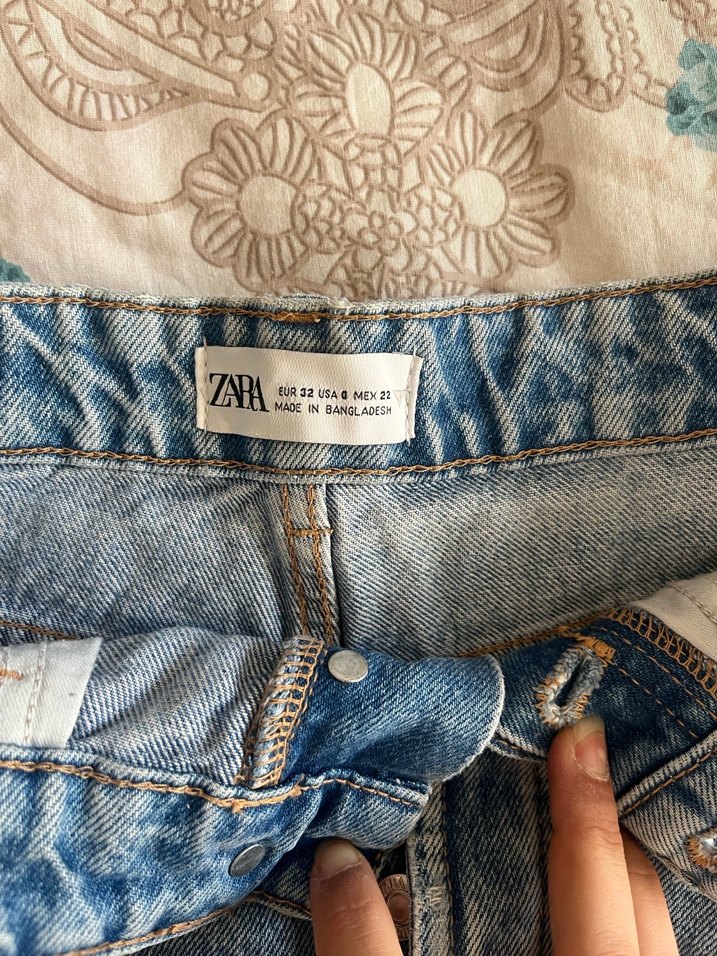 ZARA
EUR 32 USA 0 MEX 22
MADE IN BANGLADESH